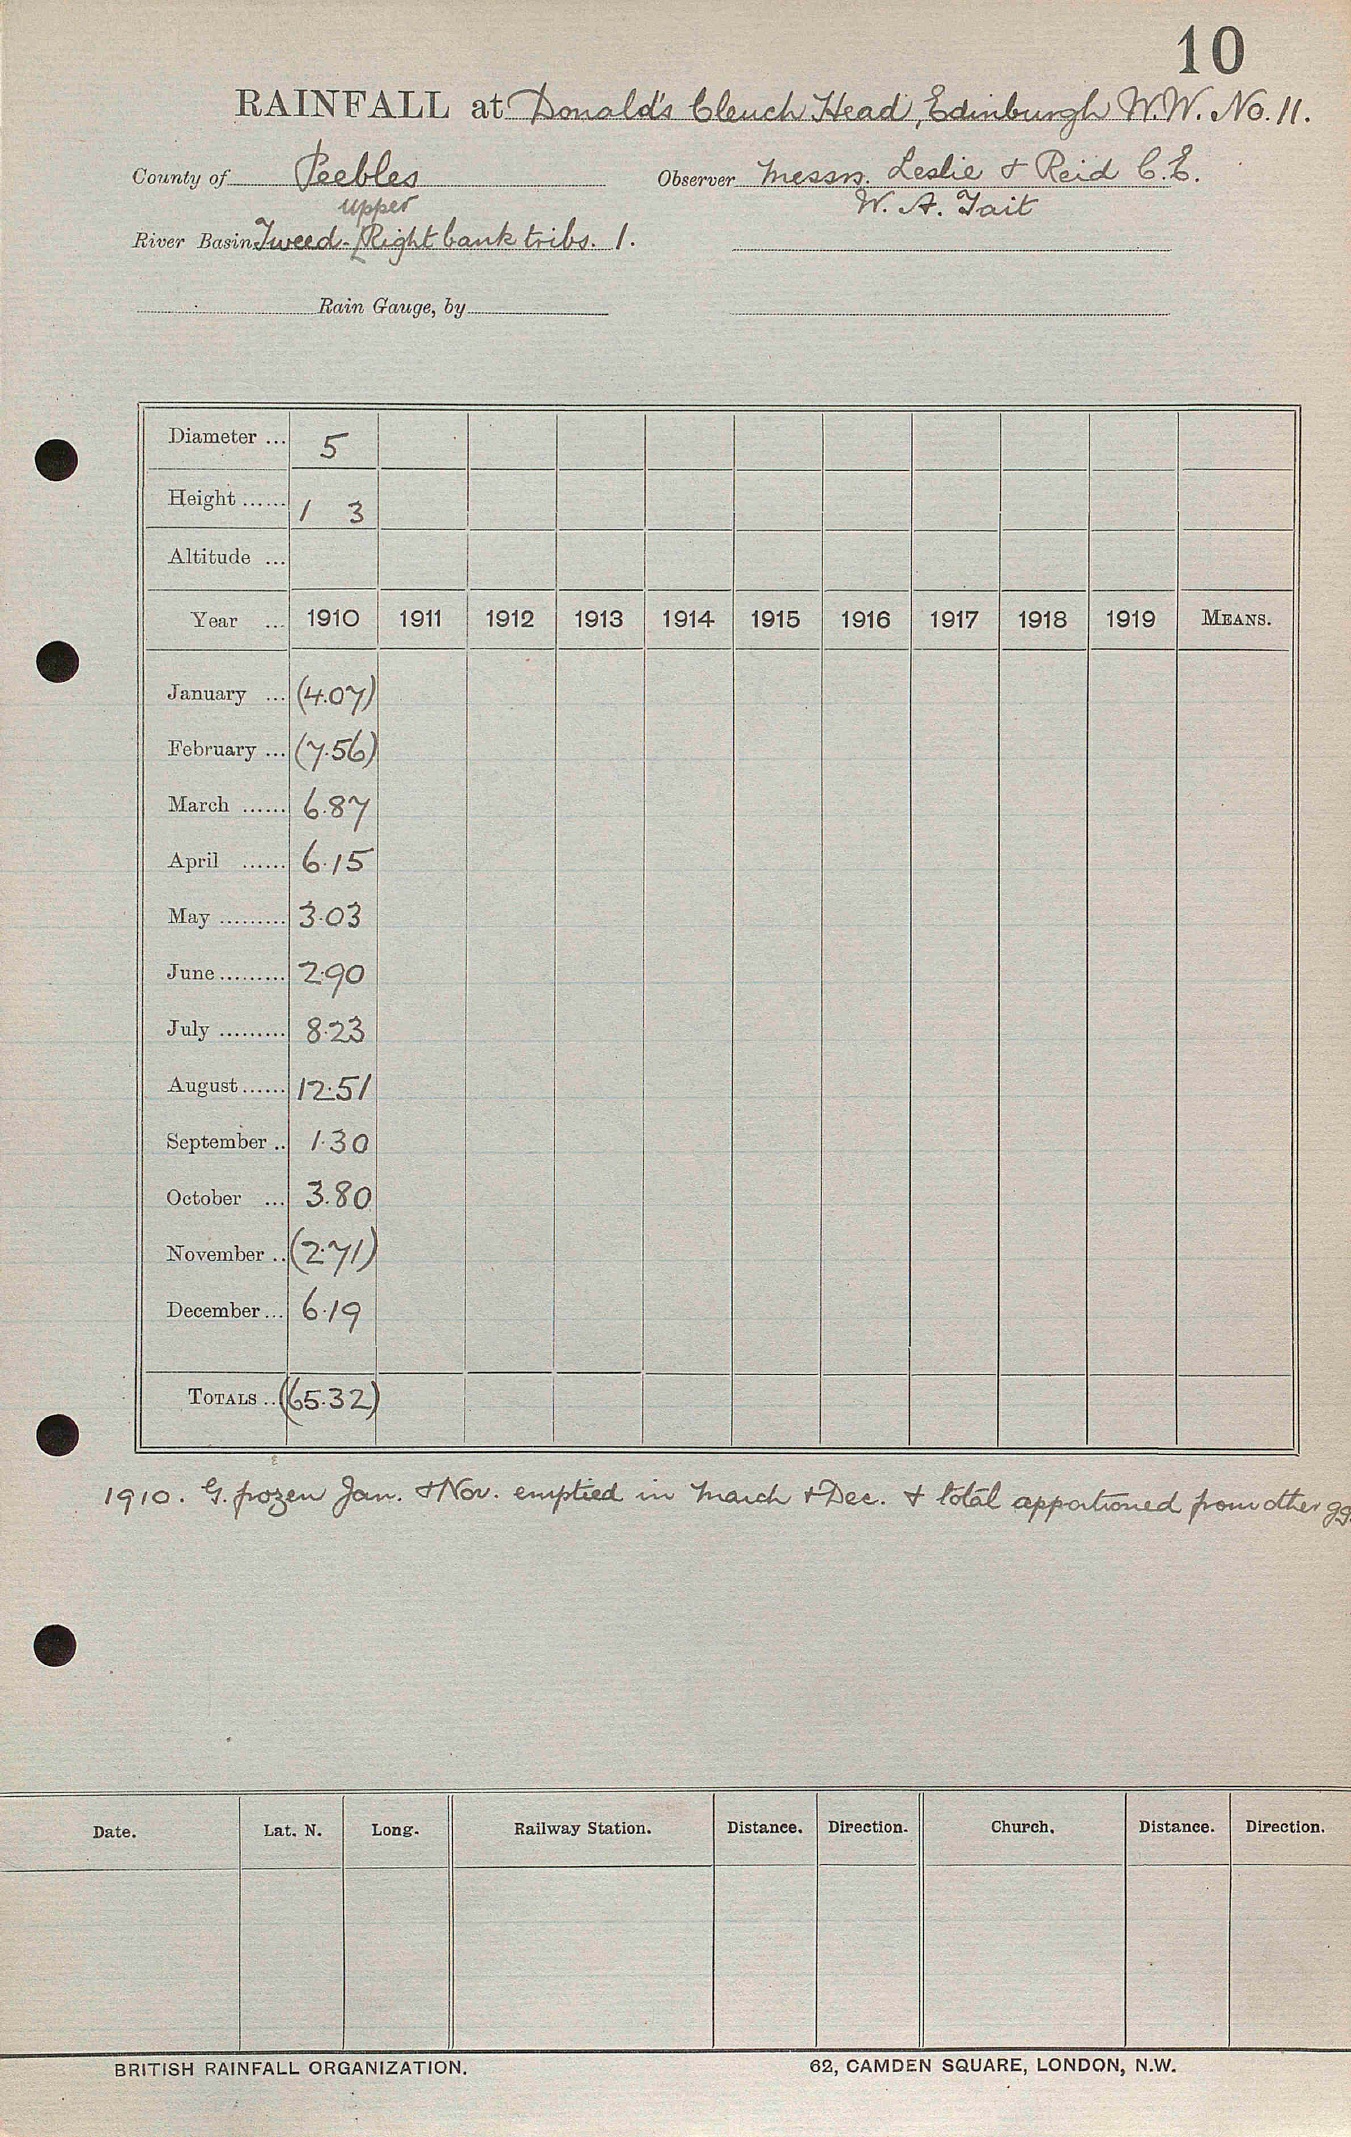 10
RAINFALL at Donald's Cleuch Head, Edinburgh W.W. No. 11.
County of Peebles Observer Messrs. Leslie & Reid C.E.
upper W. A. Tait
River Basin Tweed - [Right bank tribs. 1.
Rain Gauge, by
Diameter ... 5
Height ...... 1 3
Altitude ...
Year ... 1910 1911 1912 1913 1914 1915 1916 1917 1918 1919 MEANS.
January ... (4.07)
February ... (7.56)
March ...... 6.87
April ...... 6.15
May ......... 3.03
June ......... 2.90
July ......... 8.23
August ...... 12.51
September .. 1.30
October ... 3.80
November .. (2.71)
December ... 6.19
TOTALS .. (65.32)
1910. G. frozen Jan. & Nov. emptied in March & Dec. & total apportioned from other gg.
Date. Lat. N. Long. Railway Station. Distance. Direction. Church. Distance. Direction.
BRITISH RAINFALL ORGANIZATION. 62, CAMDEN SQUARE, LONDON, N.W.